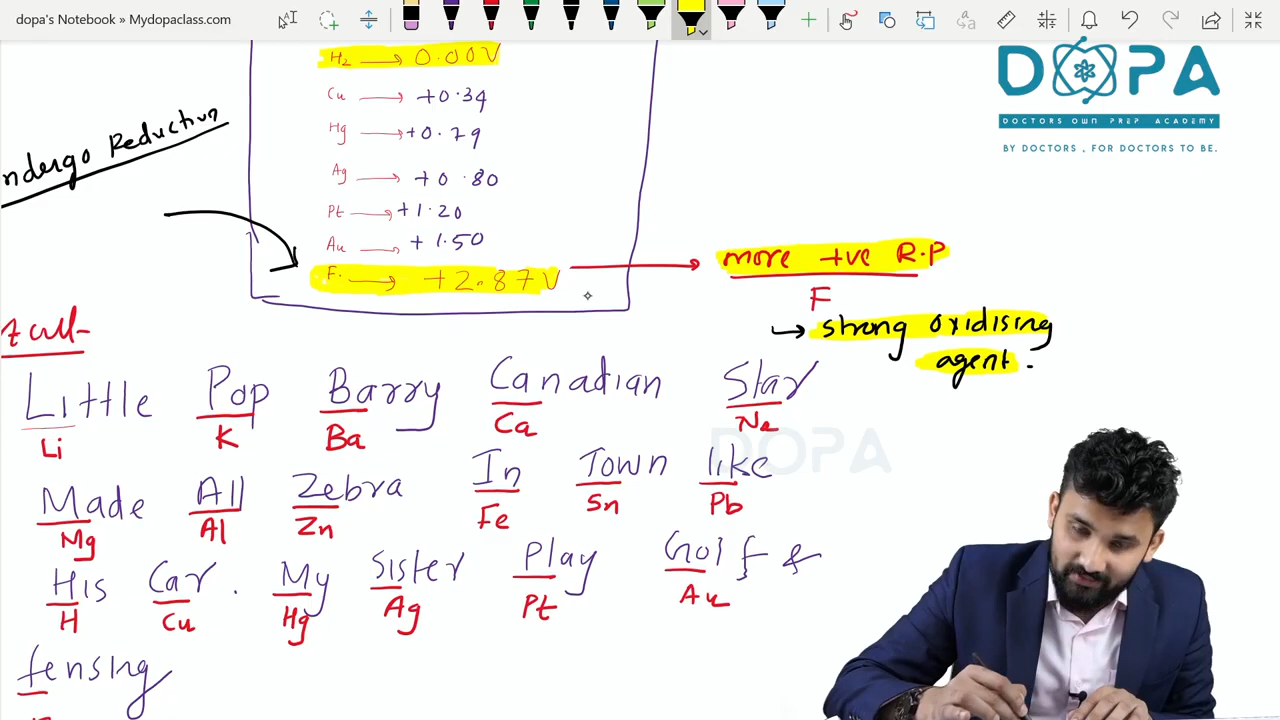 dopa's Notebook » Mydopaclass.com
H₂ → 0.00V
Cu → +0.34
Hg → +0.79
Ag → +0.80
Pt → +1.20
Au → +1.50
F. → +2.87V
ndergo Reduction
DOPA
DOCTORS OWN PREP ACADEMY
BY DOCTORS , FOR DOCTORS TO BE.
more +ve R.P
F
→ strong oxidising
agent.
Little Pop Barry Canadian Star
Li K Ba Ca Na
DOPA
Made All Zebra In Town like
Mg Al Zn Fe Sn Pb
His Car. My Sister Play Golf &
H Cu Hg Ag Pt Au
fensing